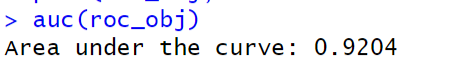 > auc(roc_obj)
Area under the curve: 0.9204